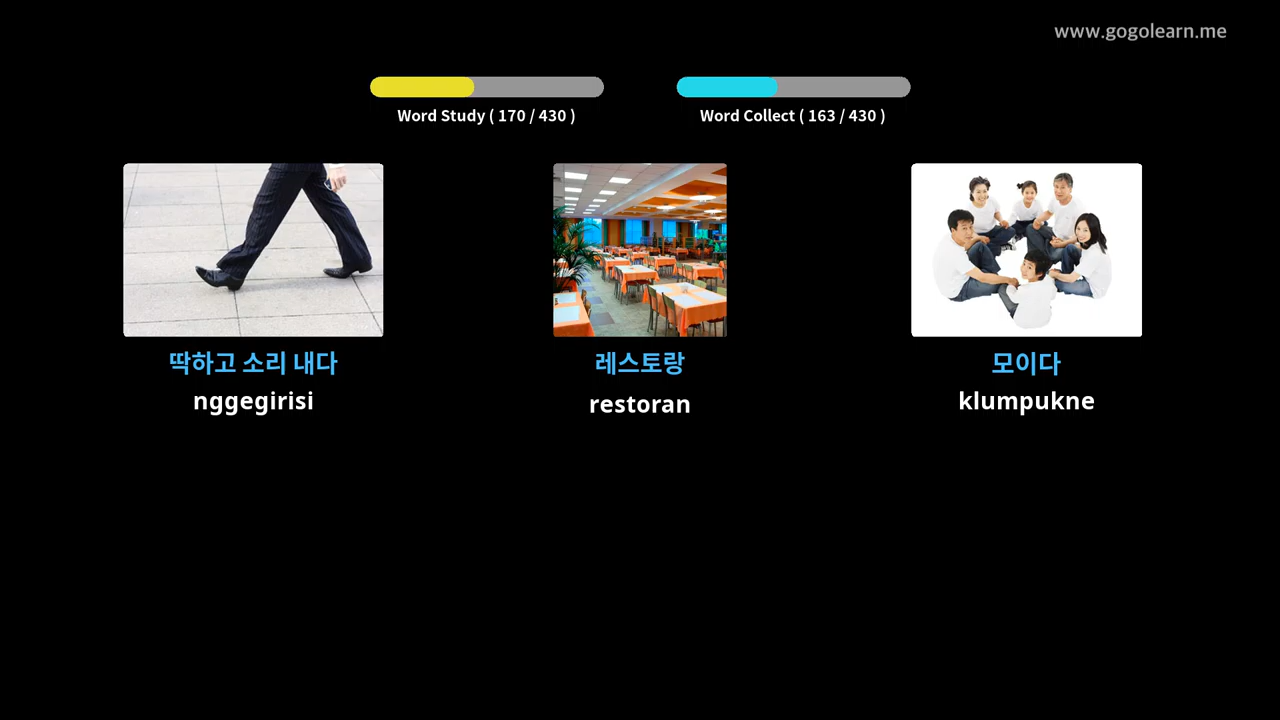 www.gogolearn.me
Word Study ( 170 / 430 )
Word Collect ( 163 / 430 )
딱하고 소리 내다
nggegirisi
레스토랑
restoran
모이다
klumpukne